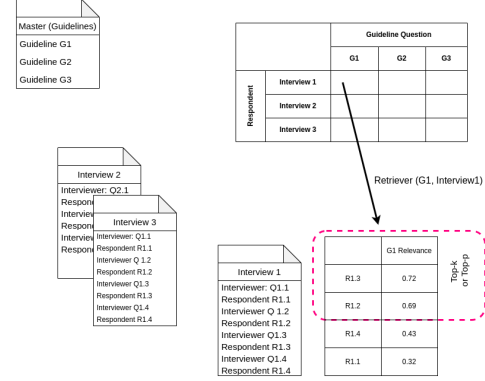 Master (Guidelines)
Guideline G1
Guideline G2
Guideline G3
Guideline Question
G1 G2 G3
Respondent
Interview 1
Interview 2
Interview 3
Retriever (G1, Interview1)
Interview 2
Interviewer: Q2.1
Respon
Intervie
Respon
Intervie
Respon
Interview 3
Interviewer: Q1.1
Respondent R1.1
Interviewer Q 1.2
Respondent R1.2
Interviewer Q1.3
Respondent R1.3
Interviewer Q1.4
Respondent R1.4
Interview 1
Interviewer: Q1.1
Respondent R1.1
Interviewer Q 1.2
Respondent R1.2
Interviewer Q1.3
Respondent R1.3
Interviewer Q1.4
Respondent R1.4
G1 Relevance
R1.3 0.72
R1.2 0.69
R1.4 0.43
R1.1 0.32
Top-k
or Top-p